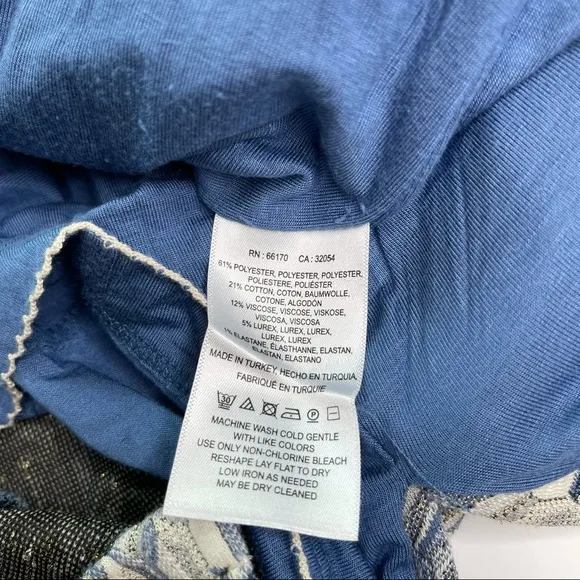 RN : 66170 CA : 32054
61% POLYESTER, POLYESTER, POLYESTER,
POLIESTERE, POLIÉSTER
21% COTTON, COTON, BAUMWOLLE,
COTONE, ALGODÓN
12% VISCOSE, VISCOSE, VISKOSE,
VISCOSA, VISCOSA
5% LUREX, LUREX, LUREX,
LUREX, LUREX
1% ELASTANE, ÉLASTHANNE, ELASTAN,
ELASTAN, ELASTANO
MADE IN TURKEY, HECHO EN TURQUIA,
FABRIQUÉ EN TURQUIE
30 P
MACHINE WASH COLD GENTLE
WITH LIKE COLORS
USE ONLY NON-CHLORINE BLEACH
RESHAPE LAY FLAT TO DRY
LOW IRON AS NEEDED
MAY BE DRY CLEANED